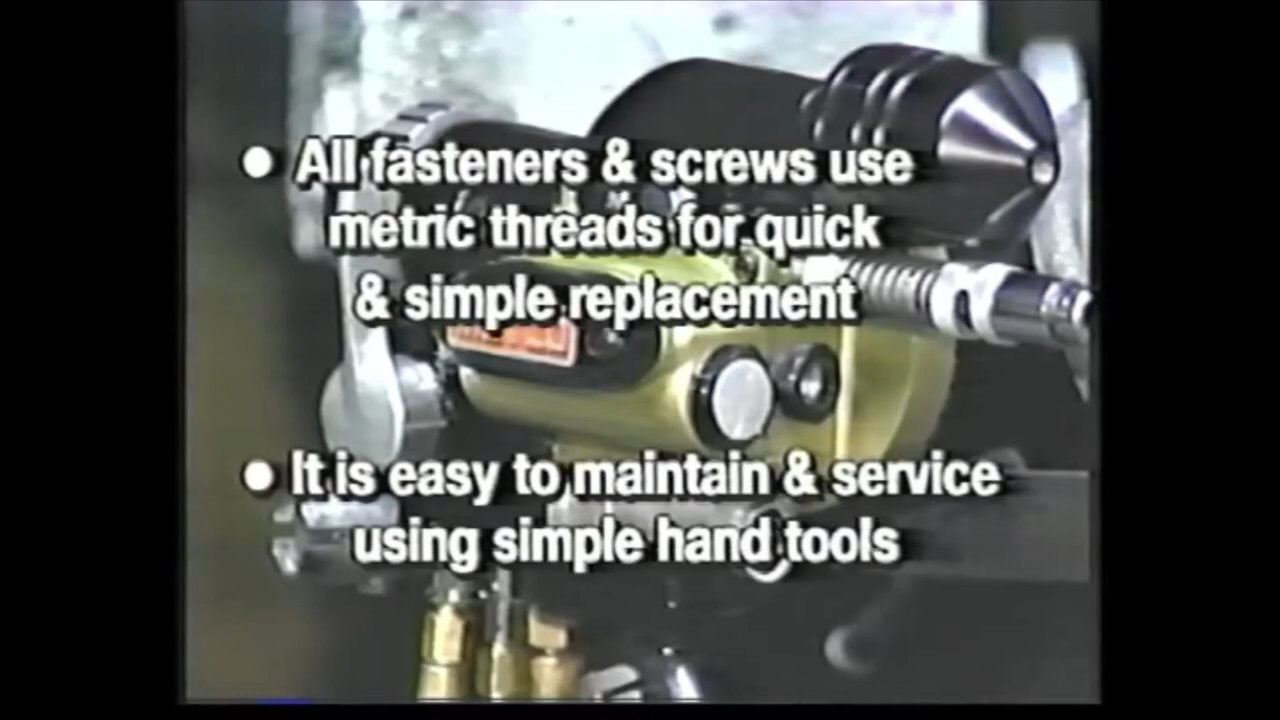 • All fasteners & screws use
metric threads for quick
& simple replacement
• It is easy to maintain & service
using simple hand tools